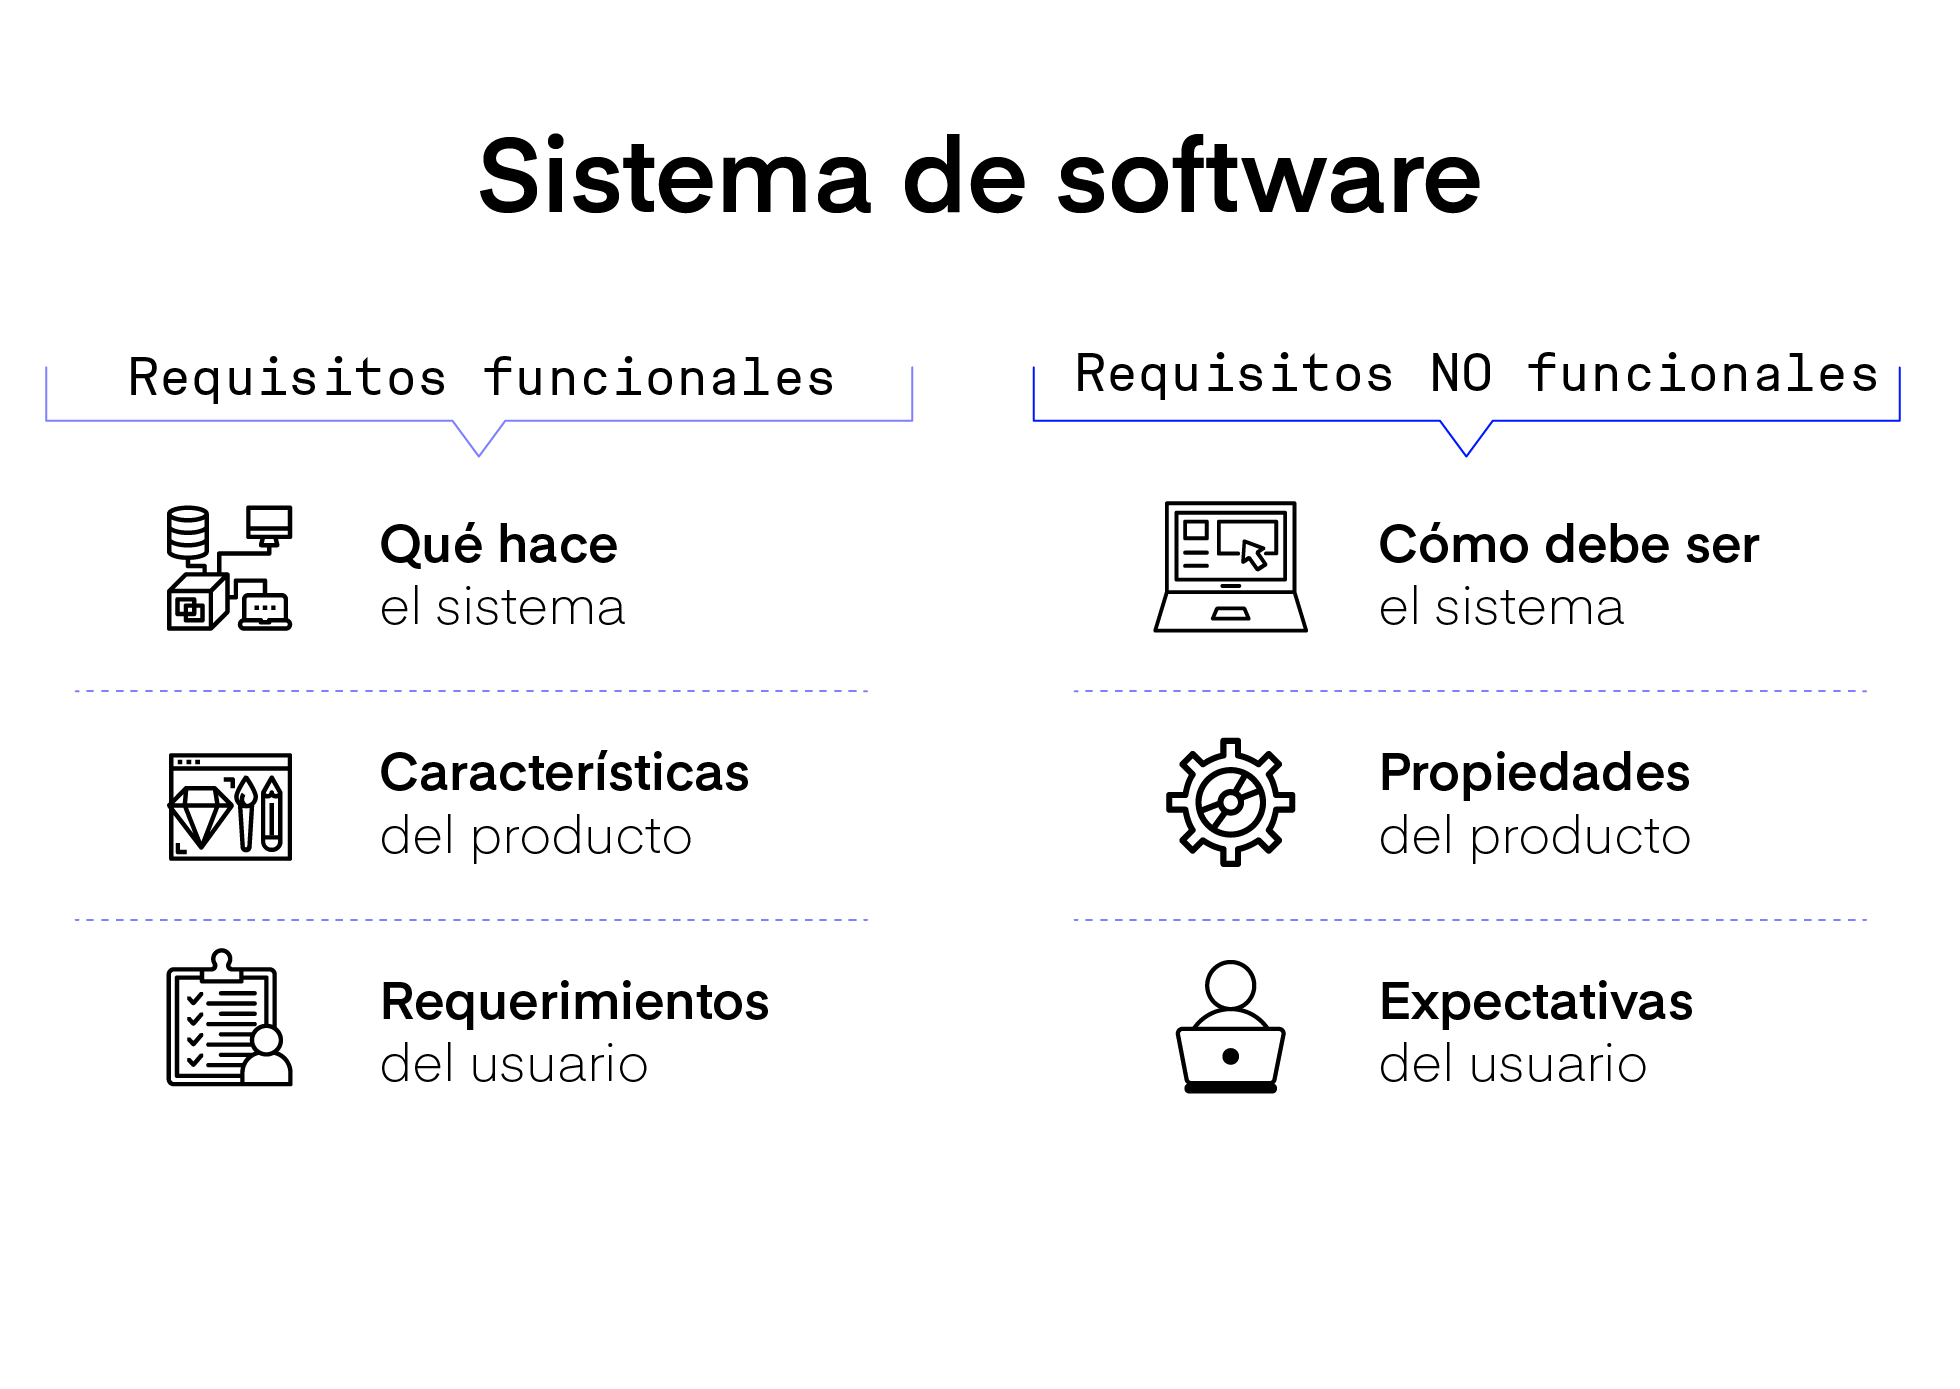 Sistema de software
Requisitos funcionales
Qué hace
el sistema
Características
del producto
Requerimientos
del usuario
Requisitos NO funcionales
Cómo debe ser
el sistema
Propiedades
del producto
Expectativas
del usuario